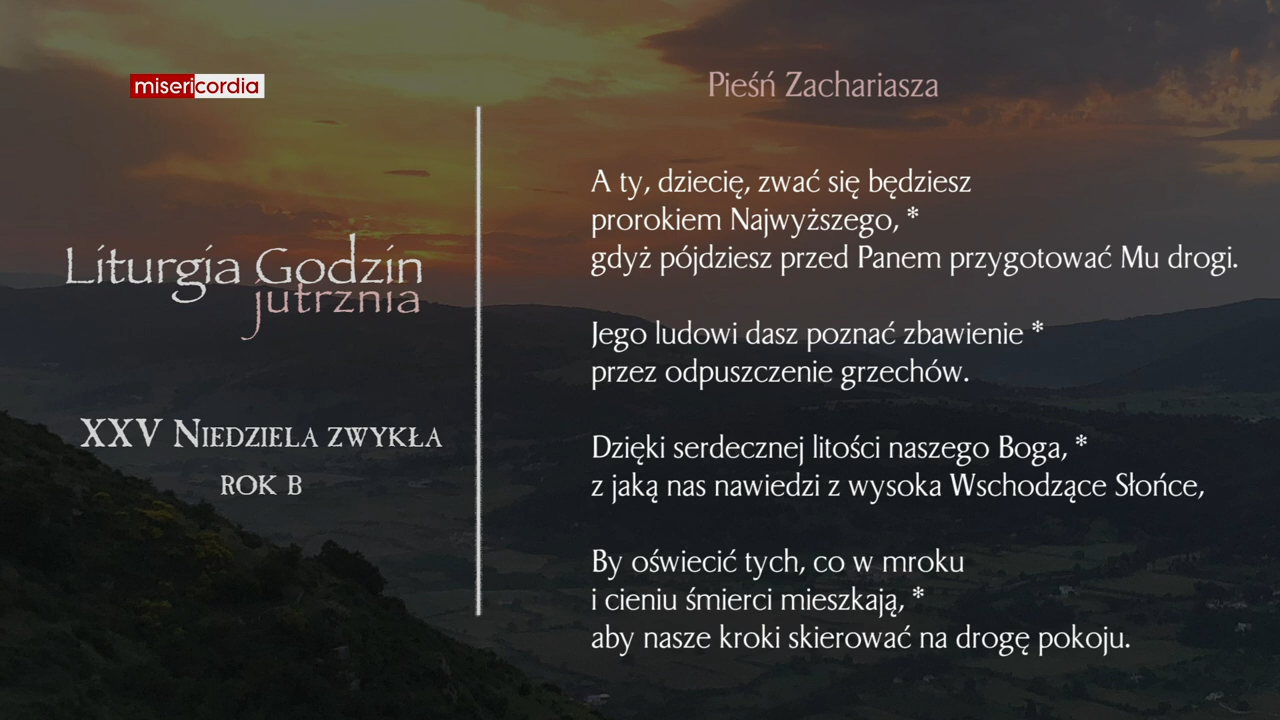 misericordia
Liturgia Godzin
jutrznia
XXV Niedziela zwykła
rok B
Pieśń Zachariasza
A ty, dziecię, zwać się będziesz
prorokiem Najwyższego, *
gdyż pójdziesz przed Panem przygotować Mu drogi.
Jego ludowi dasz poznać zbawienie *
przez odpuszczenie grzechów.
Dzięki serdecznej litości naszego Boga, *
z jaką nas nawiedzi z wysoka Wschodzące Słońce,
By oświecić tych, co w mroku
i cieniu śmierci mieszkają, *
aby nasze kroki skierować na drogę pokoju.